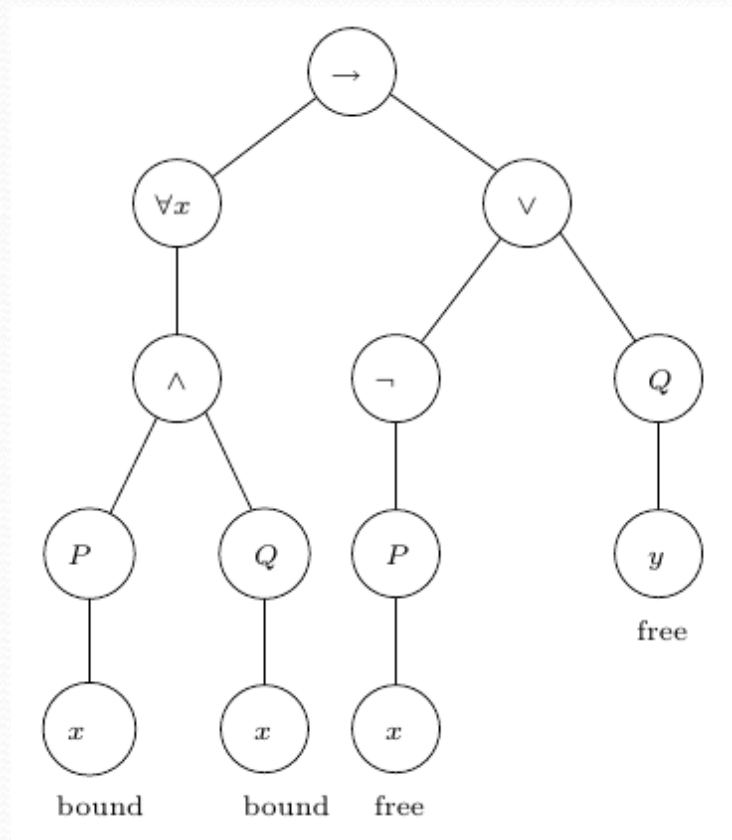 →
∀x ∨
∧ ¬ Q
P Q P y
free
x x x
bound bound free